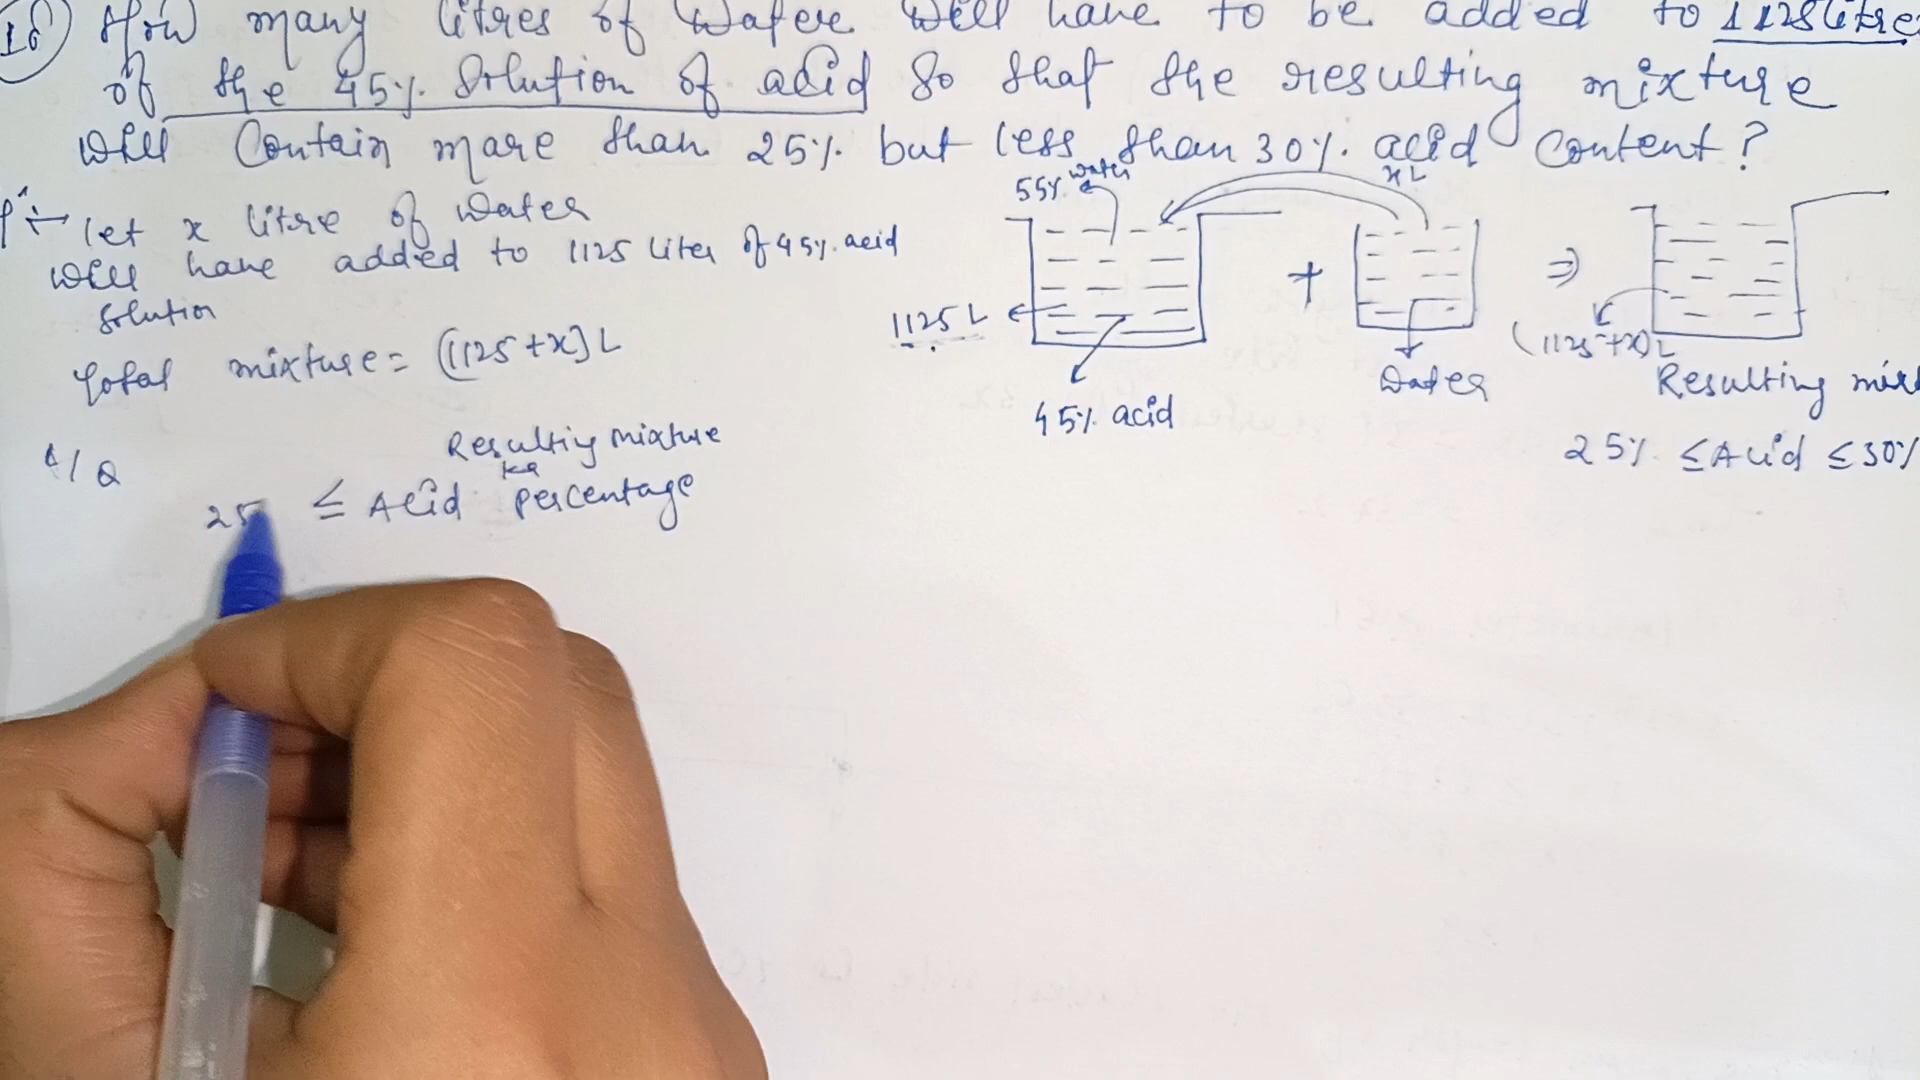 16 How many litres of water will have to be added to 1125 litres
of the 45% solution of acid so that the resulting mixture
will contain more than 25% but less than 30% acid content?
let x litre of water
will have added to 1125 liter of 45% acid
solution
Total mixture = (1125+x) L
A/Q
Resulting mixture
ka
25 ≤ Acid percentage
55% water
x L
1125 L
+
⇒
45% acid
Water
(1125+x) L
Resulting mix
25% ≤ Acid ≤ 30%